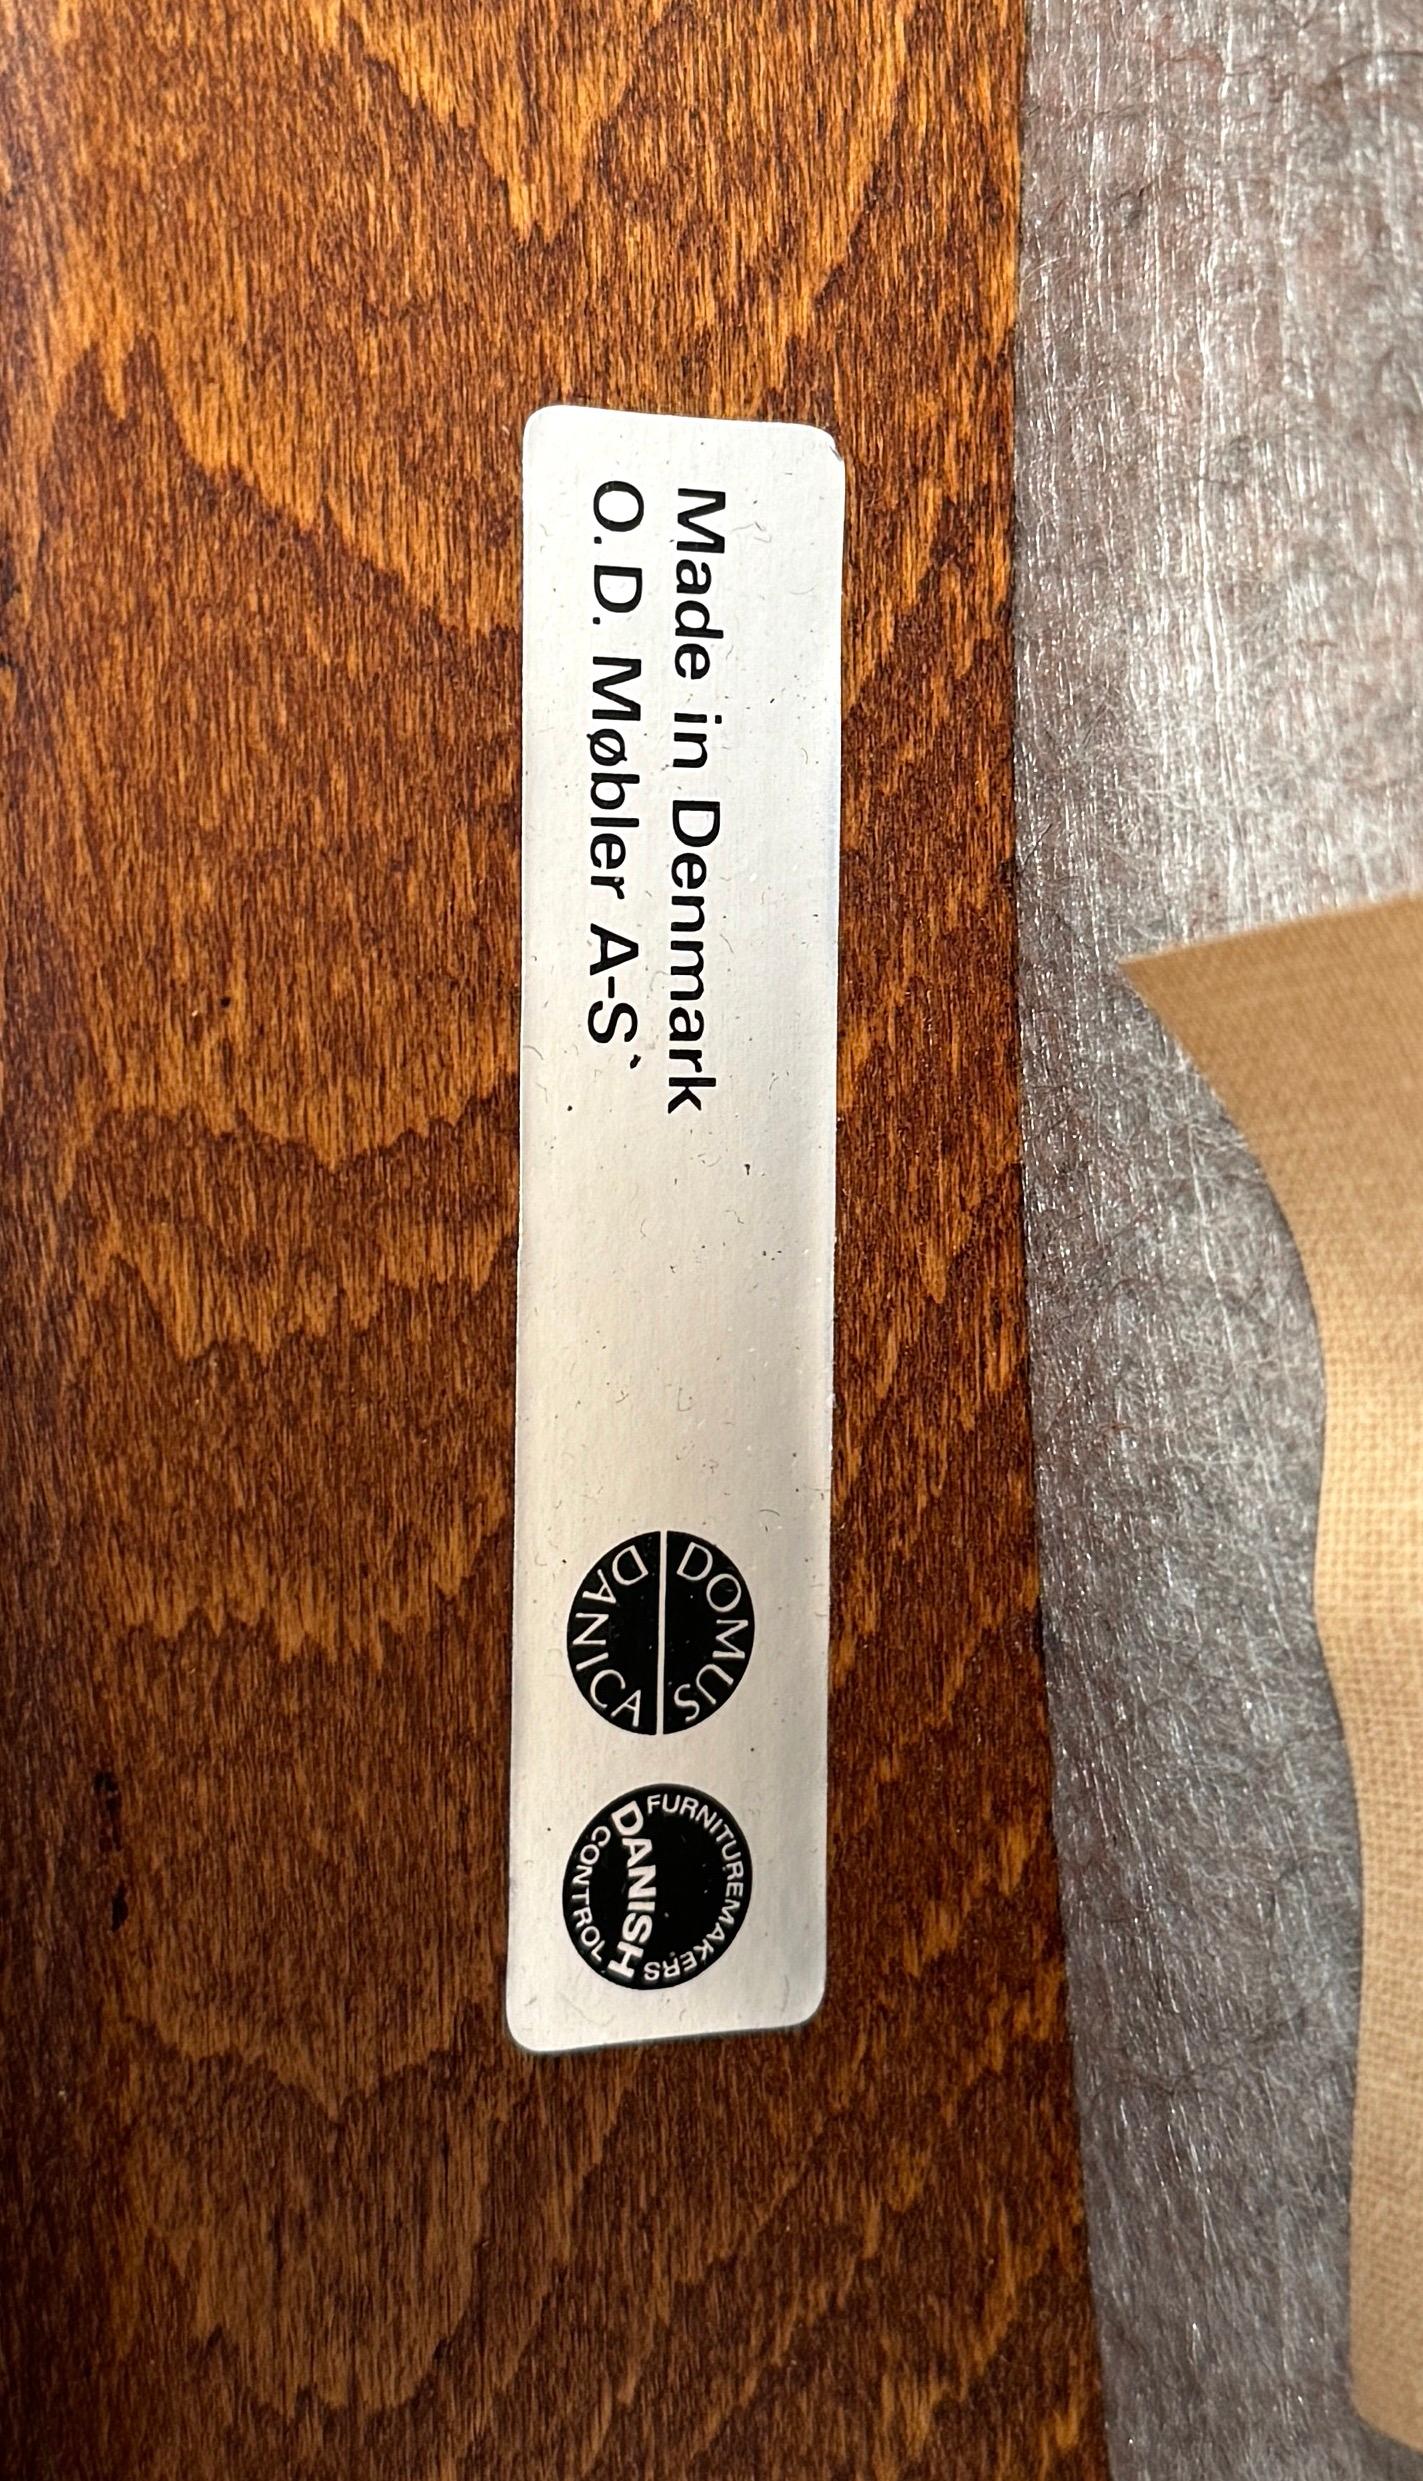 Made in Denmark
O. D. Møbler A-S
DOMUS
DANICA
FURNITUREMAKERS
DANISH
CONTROL